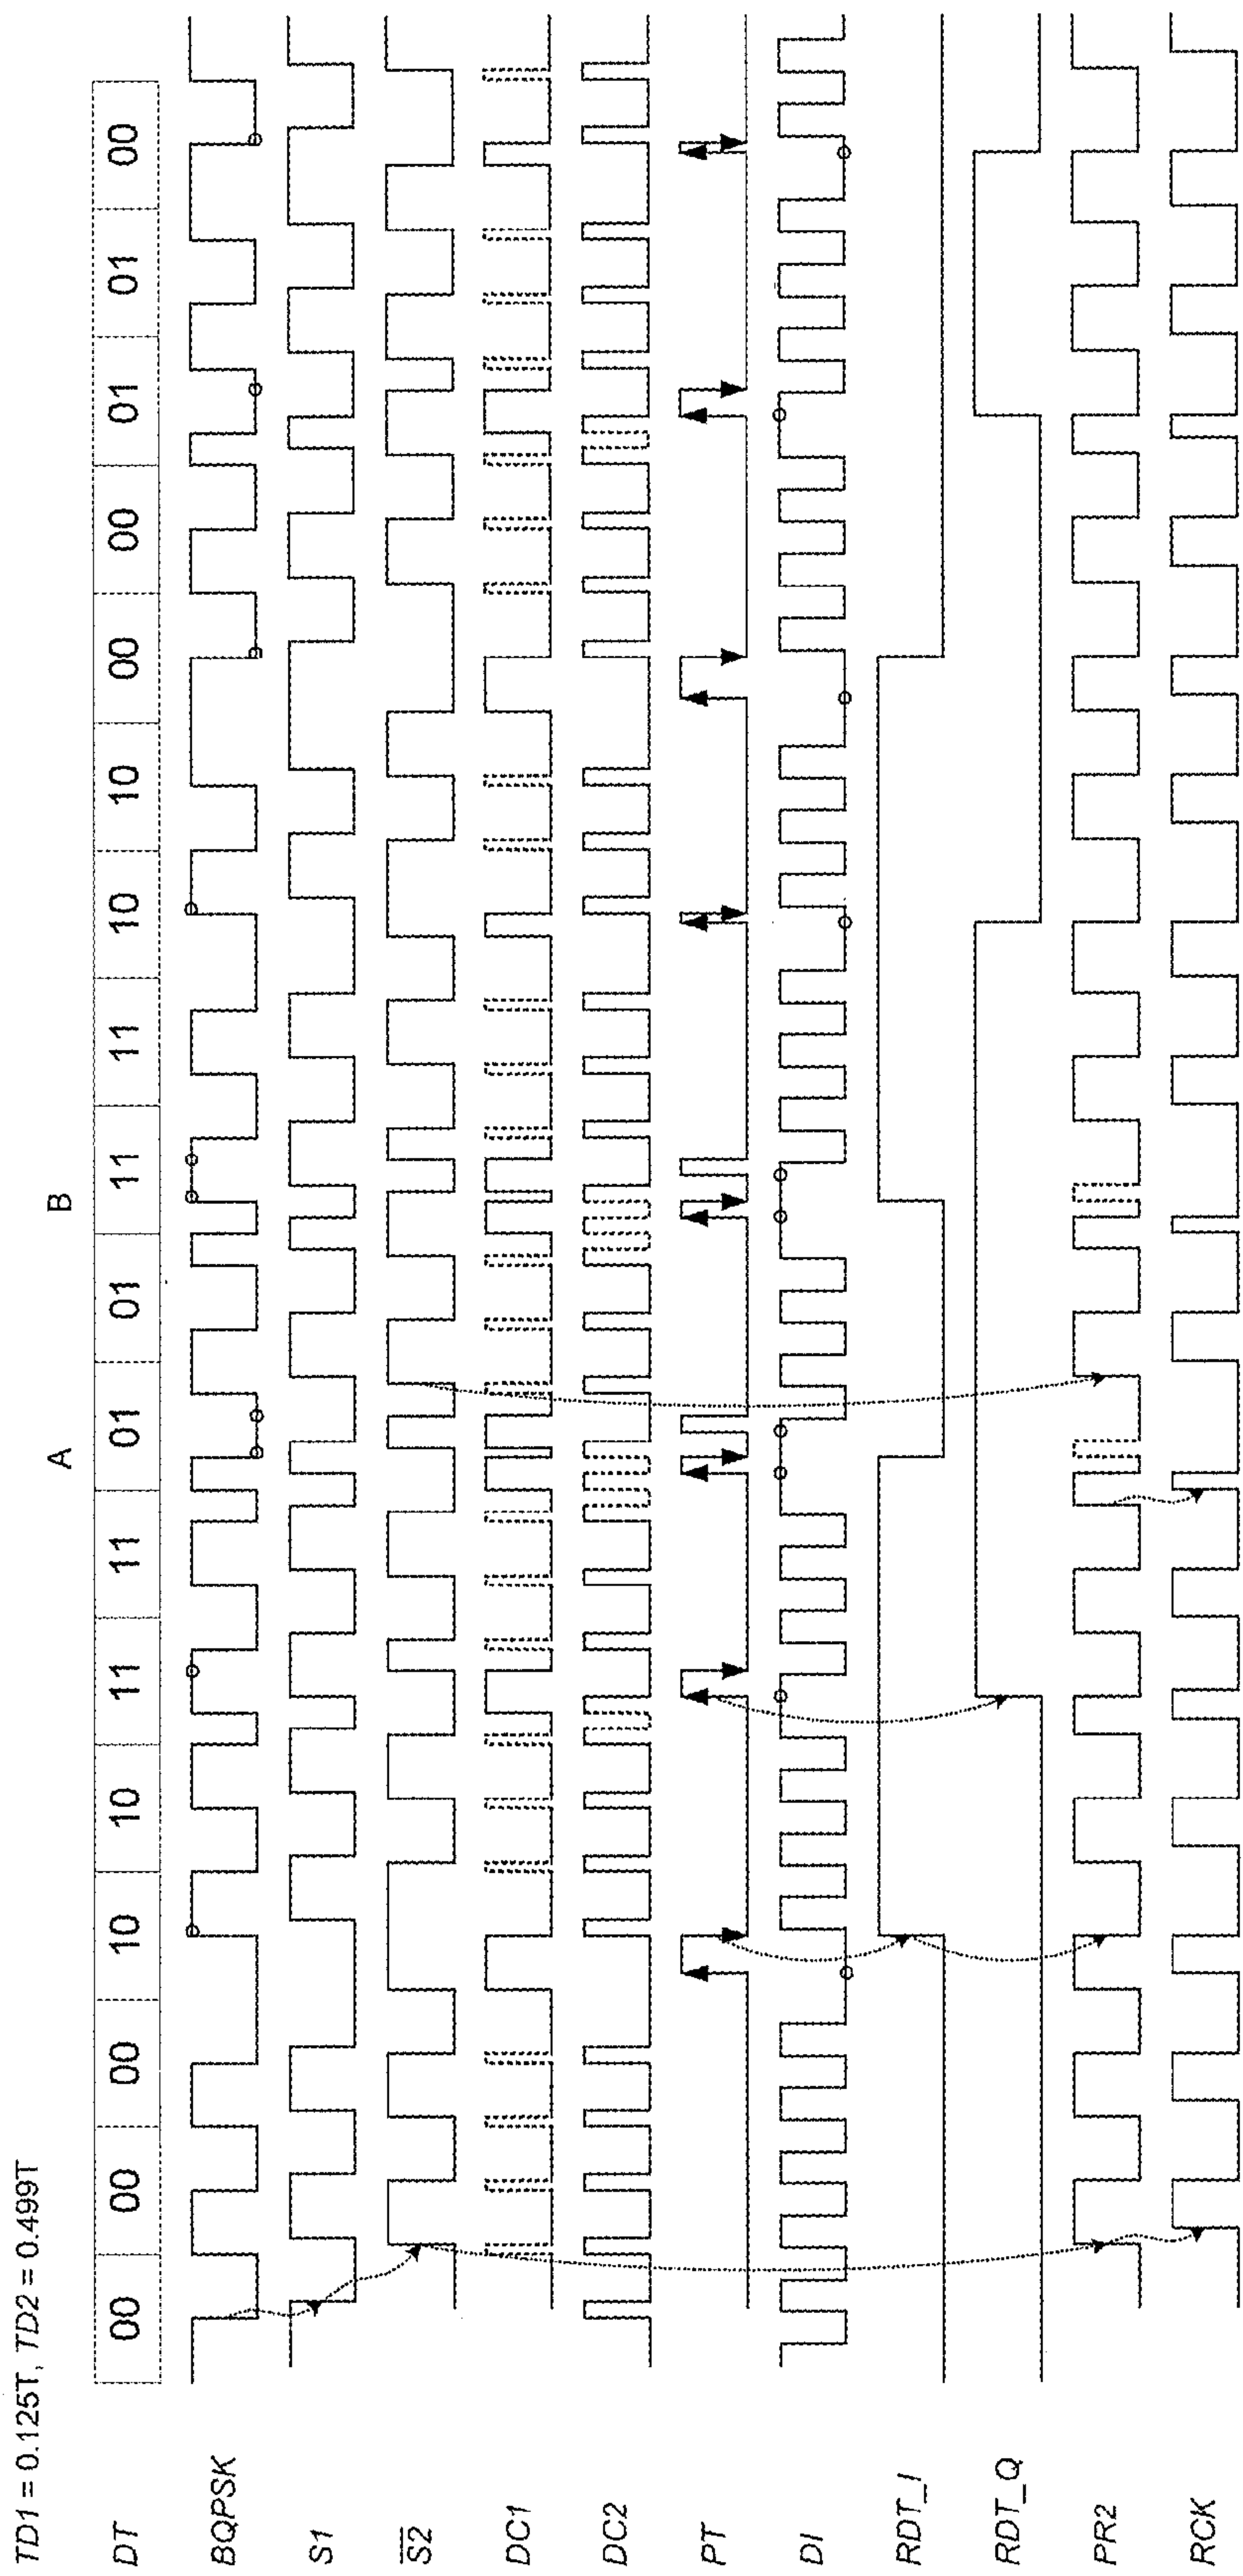 TD1 = 0.125T, TD2 = 0.499T
A B
DT 00 00 00 10 10 11 11 01 01 11 11 10 10 00 00 01 01 00
BQPSK
S1
S̅2̅
DC1
DC2
PT
DI
RDT_I
RDT_Q
PR2
RCK